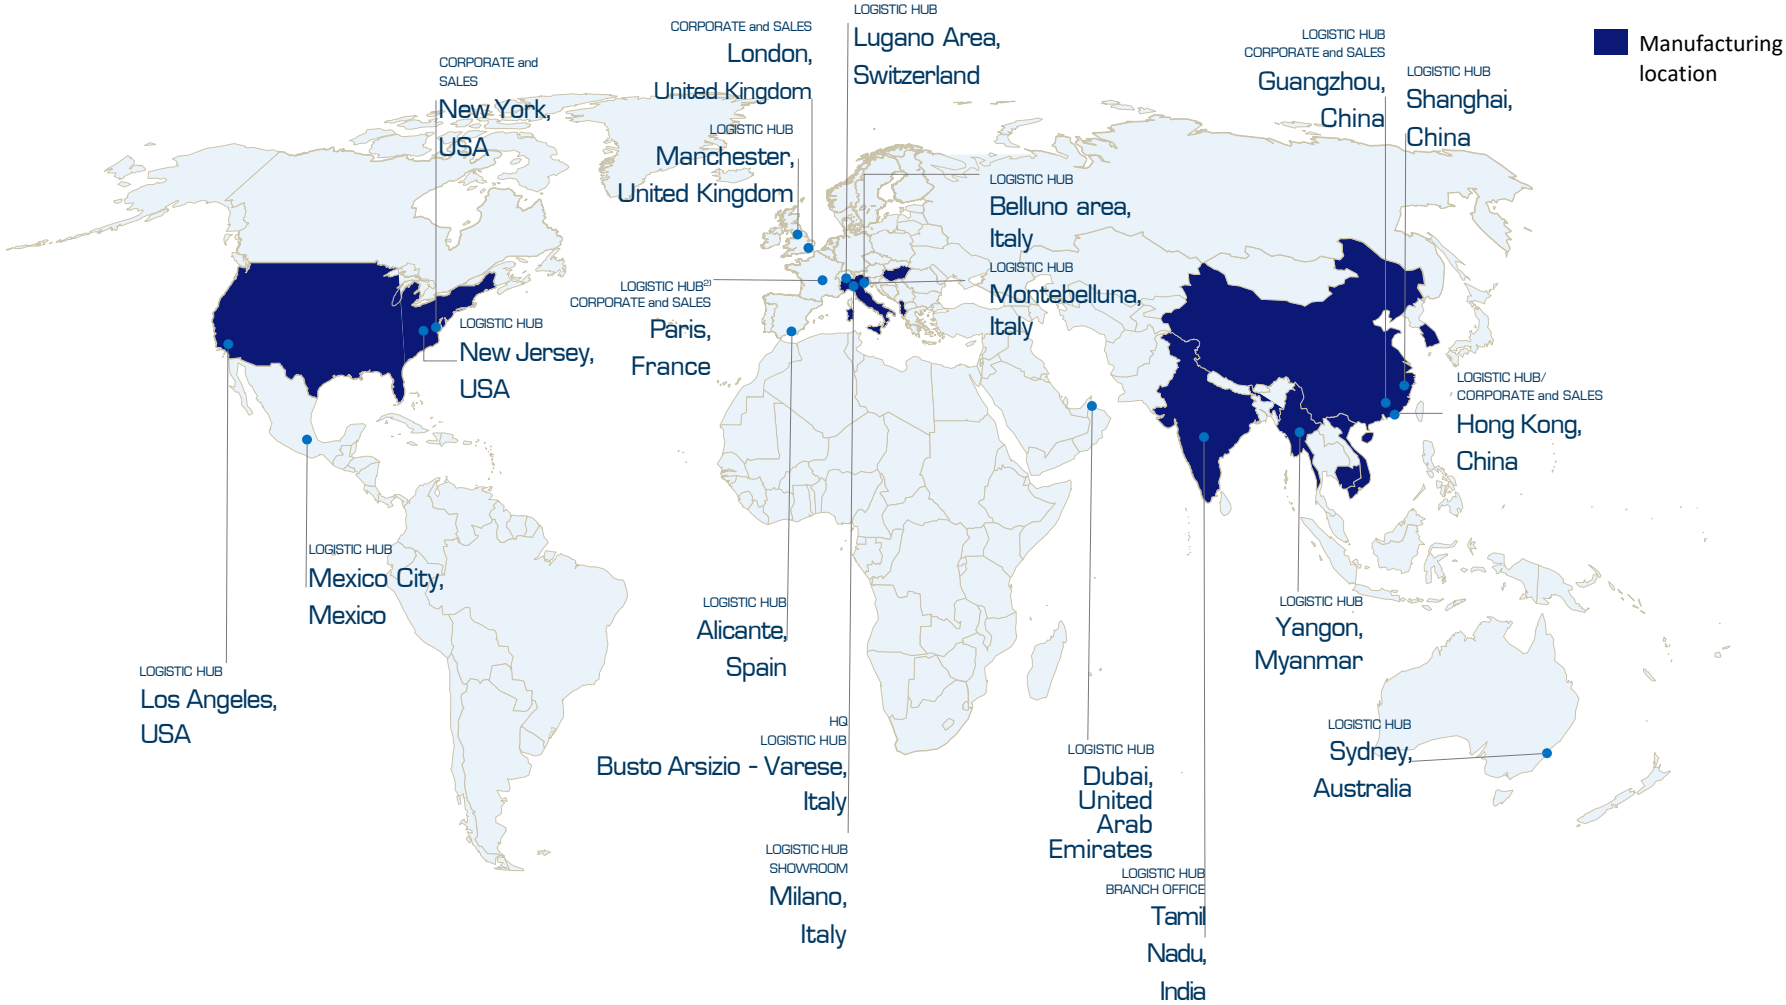 LOGISTIC HUB
Lugano Area,
Switzerland
CORPORATE and SALES
London,
United Kingdom
LOGISTIC HUB
CORPORATE and SALES
Guangzhou,
China
Manufacturing
location
CORPORATE and
SALES
New York,
USA
LOGISTIC HUB
Shanghai,
China
LOGISTIC HUB
Manchester,
United Kingdom
LOGISTIC HUB
Belluno area,
Italy
LOGISTIC HUB
Montebelluna,
Italy
LOGISTIC HUB²⁾
CORPORATE and SALES
Paris,
France
LOGISTIC HUB
New Jersey,
USA
LOGISTIC HUB/
CORPORATE and SALES
Hong Kong,
China
LOGISTIC HUB
Mexico City,
Mexico
LOGISTIC HUB
Alicante,
Spain
LOGISTIC HUB
Yangon,
Myanmar
LOGISTIC HUB
Los Angeles,
USA
HQ
LOGISTIC HUB
Busto Arsizio - Varese,
Italy
LOGISTIC HUB
Dubai,
United
Arab
Emirates
LOGISTIC HUB
Sydney,
Australia
LOGISTIC HUB
SHOWROOM
Milano,
Italy
LOGISTIC HUB
BRANCH OFFICE
Tamil
Nadu,
India